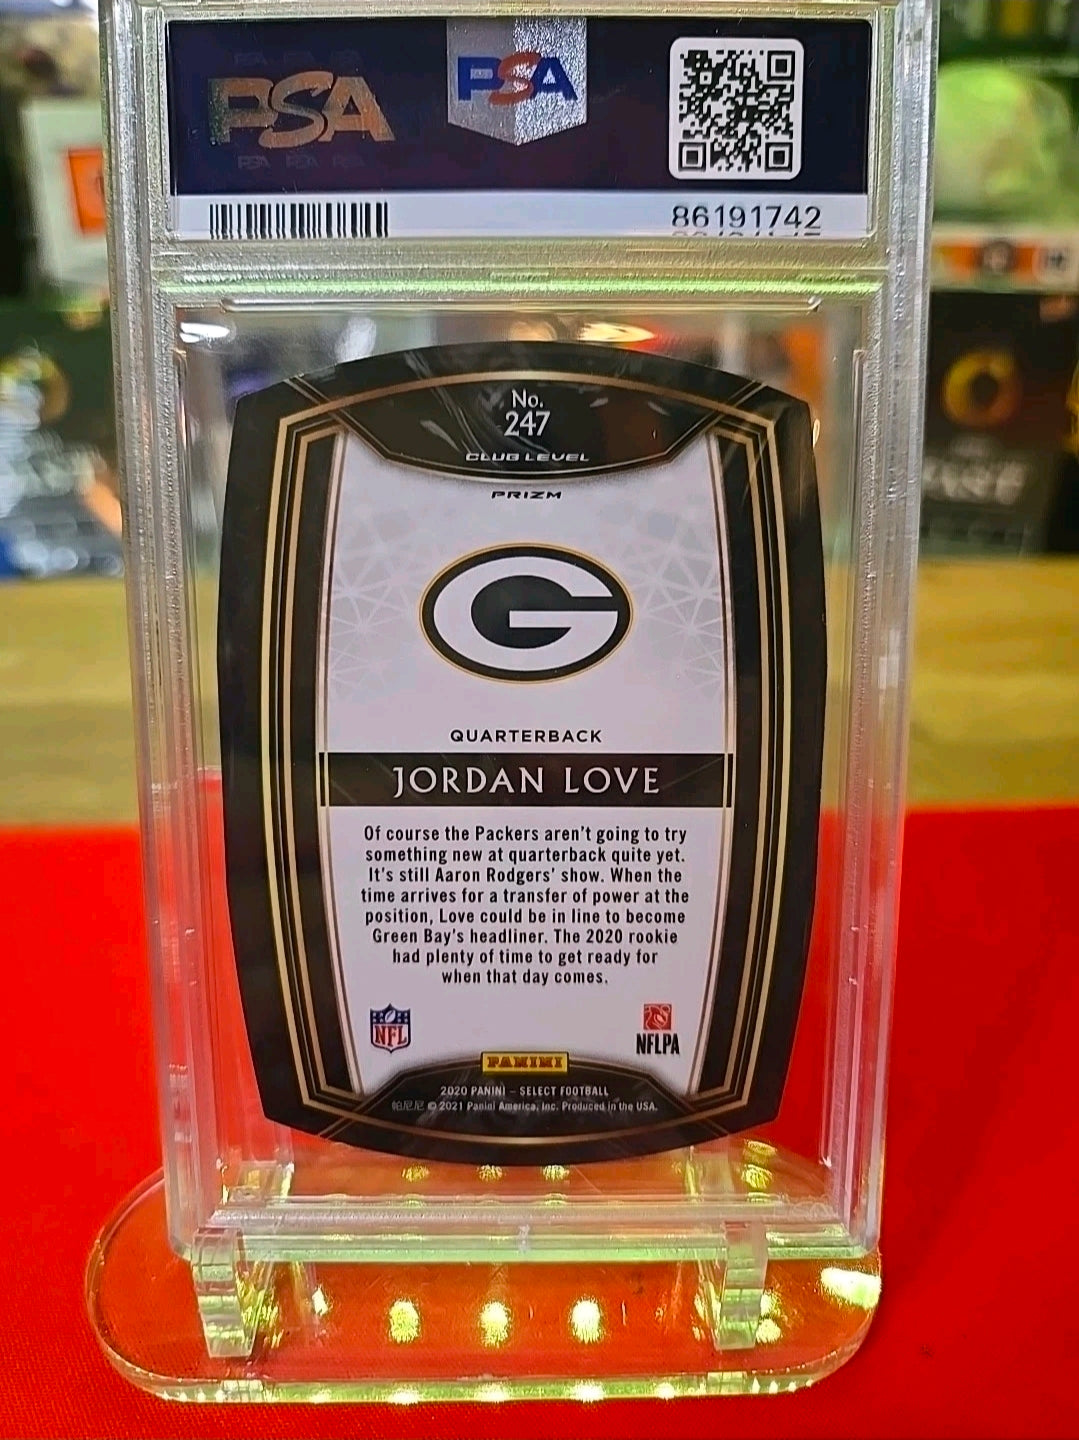 PSA
PSA
PSA PSA PSA
86191742
No.
247
CLUB LEVEL
PRIZM
G
QUARTERBACK
JORDAN LOVE
Of course the Packers aren't going to try
something new at quarterback quite yet.
It's still Aaron Rodgers' show. When the
time arrives for a transfer of power at the
position, Love could be in line to become
Green Bay's headliner. The 2020 rookie
had plenty of time to get ready for
when that day comes.
NFL
NFLPA
PANINI
2020 PANINI – SELECT FOOTBALL
帕尼尼 © 2021 Panini America, Inc. Produced in the USA.